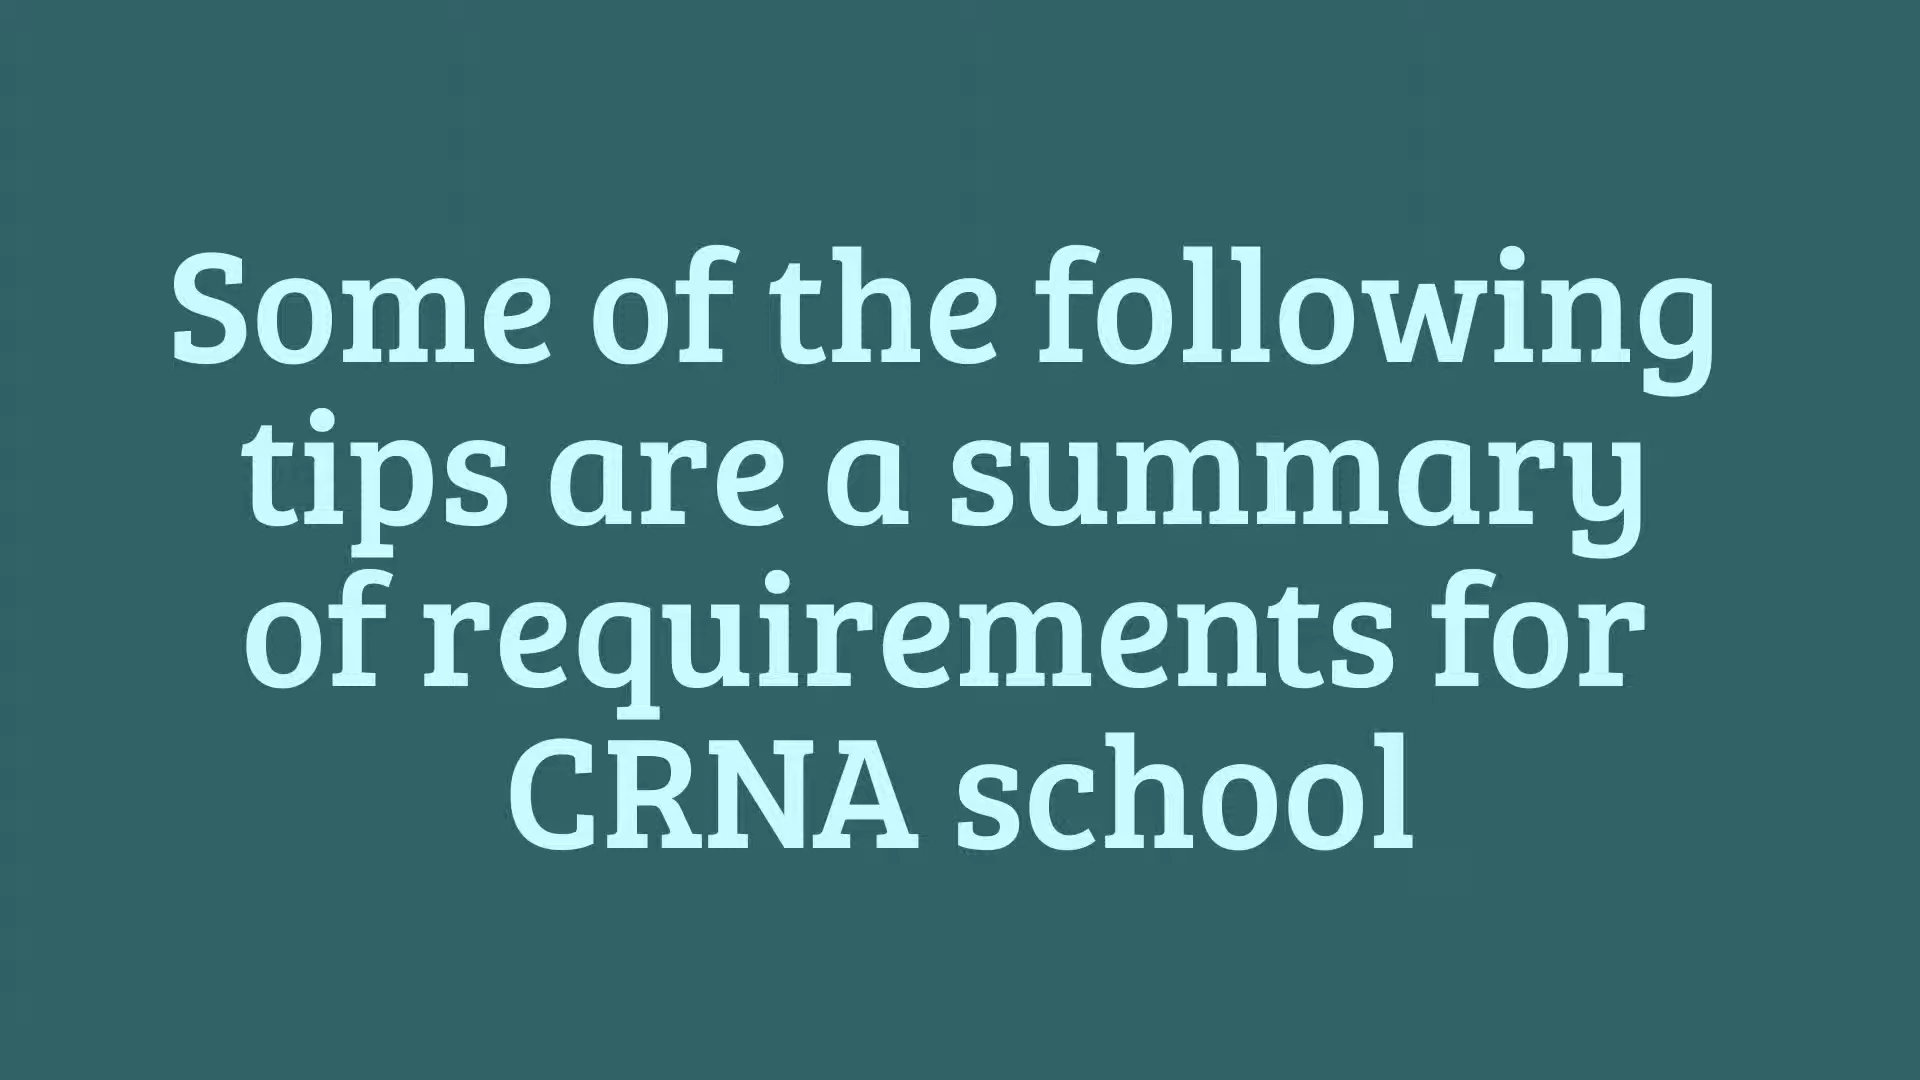 Some of the following
tips are a summary
of requirements for
CRNA school